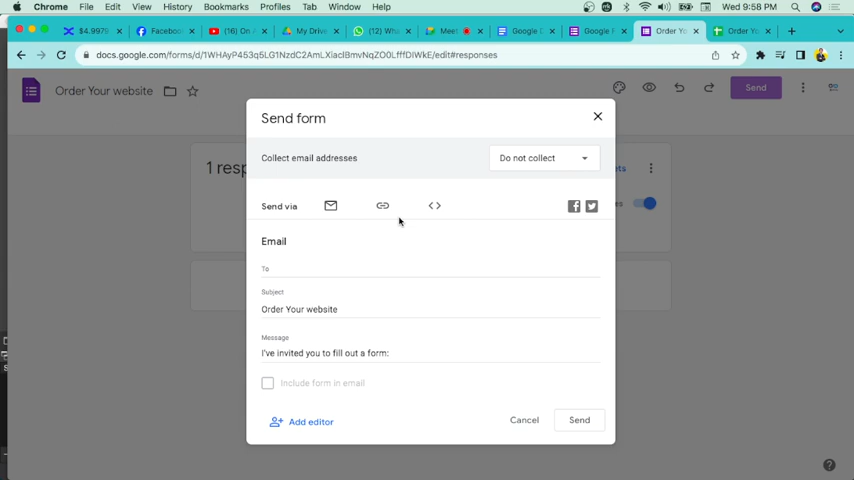 Chrome File Edit View History Bookmarks Profiles Tab Window Help Wed 9:58 PM
$4.9979 Facebook (16) On My Drive (12) Wha Meet Google D Google F Order Yo Order Yo
docs.google.com/forms/d/1WHAyP453q5LG1NzdC2AmLXiaclBmvNqZO0LfffDIWkE/edit#responses
Order Your website Send
Send form
1 resp
Collect email addresses Do not collect
Send via
Email
To
Subject
Order Your website
Message
I've invited you to fill out a form:
Include form in email
Add editor Cancel Send